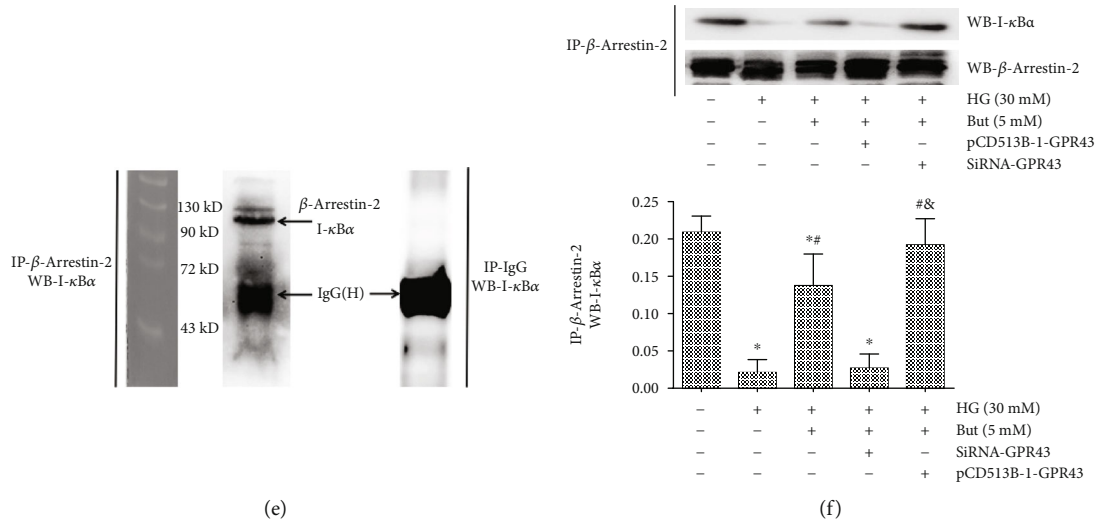 IP-β-Arrestin-2
WB-I-κBα
130 kD
90 kD
72 kD
43 kD
β-Arrestin-2
I-κBα
IgG(H)
IP-IgG
WB-I-κBα
(e)
IP-β-Arrestin-2
WB-I-κBα
WB-β-Arrestin-2
– + + + + HG (30 mM)
– – + + + But (5 mM)
– – – + pCD513B-1-GPR43
– – – – + SiRNA-GPR43
IP-β-Arrestin-2
WB-I-κBα
0.25
0.20
0.15
0.10
0.05
0.00
*
*#
*
#&
– + + + + HG (30 mM)
– – + + + But (5 mM)
– – – + – SiRNA-GPR43
– – – – + pCD513B-1-GPR43
(f)